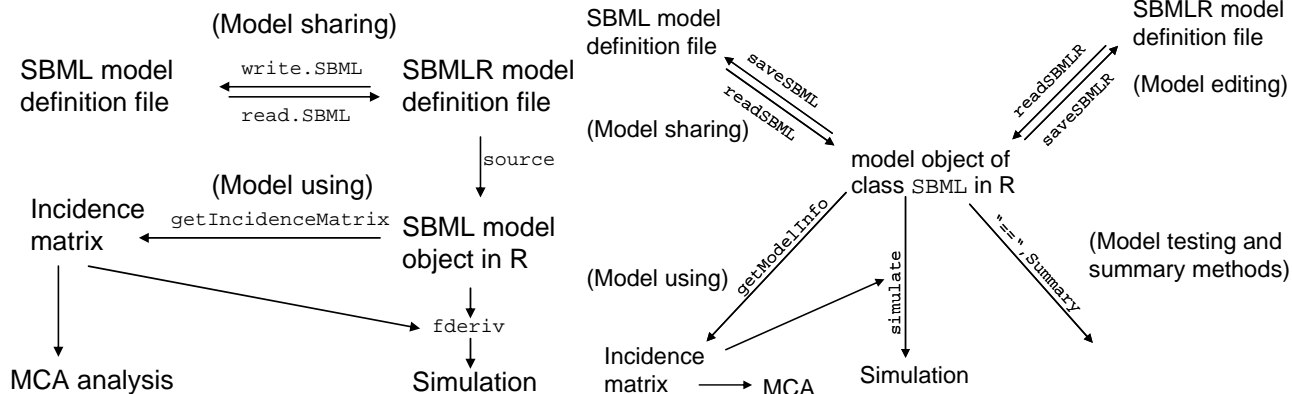 (Model sharing)
SBML model
definition file
write.SBML
read.SBML
SBMLR model
definition file
source
(Model using)
Incidence
matrix
getIncidenceMatrix
SBML model
object in R
fderiv
MCA analysis
Simulation
SBML model
definition file
saveSBML
readSBML
(Model sharing)
SBMLR model
definition file
readSBMLR
saveSBMLR
(Model editing)
model object of
class SBML in R
(Model using)
getModelInfo
simulate
"==",Summary
(Model testing and
summary methods)
Incidence
matrix
MCA
Simulation